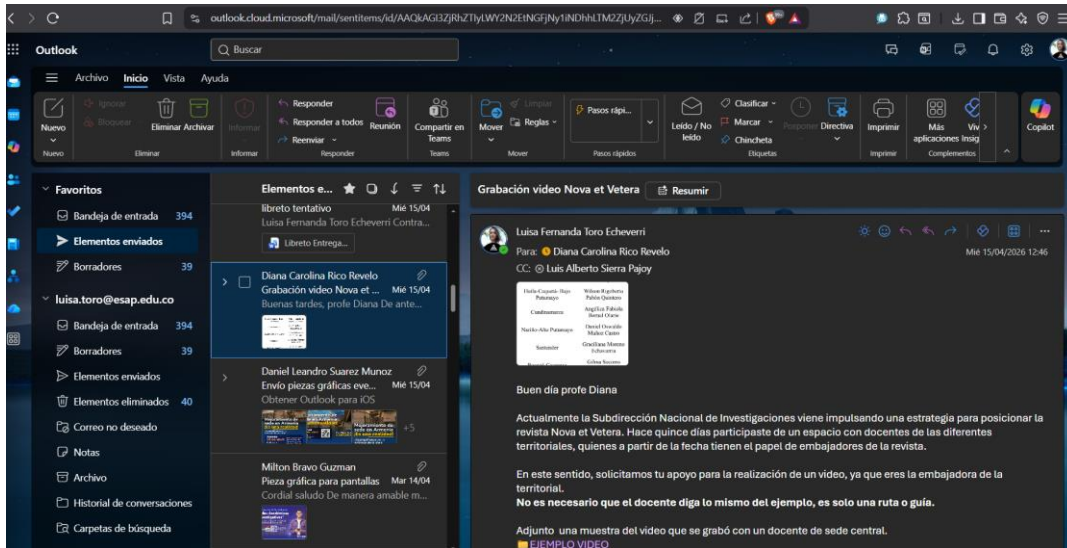 outlook.cloud.microsoft/mail/sentitems/id/AAQkAGI3ZjRhZTIyLWY2N2EtNGFjNy1iNDhhLTM2ZjUyZGJj...
Outlook
Buscar
Archivo Inicio Vista Ayuda
Nuevo
Ignorar
Bloquear
Eliminar Archivar
Informar
Responder
Responder a todos
Reenviar
Reunión
Compartir en Teams
Mover
Limpiar
Reglas
Pasos rápi...
Leído / No leído
Clasificar
Marcar
Chincheta
Posponer
Directiva
Imprimir
Más aplicaciones
Viv
Insig
Copilot
Nuevo
Eliminar
Informar
Responder
Teams
Mover
Pasos rápidos
Etiquetas
Imprimir
Complementos
Favoritos
Bandeja de entrada 394
Elementos enviados
Borradores 39
luisa.toro@esap.edu.co
Bandeja de entrada 394
Borradores 39
Elementos enviados
Elementos eliminados 40
Correo no deseado
Notas
Archivo
Historial de conversaciones
Carpetas de búsqueda
Elementos e...
libreto tentativo Mié 15/04
Luisa Fernanda Toro Echeverri Contra...
Libreto Entrega...
Diana Carolina Rico Revelo
Grabación video Nova et ... Mié 15/04
Buenas tardes, profe Diana De ante...
Daniel Leandro Suarez Munoz
Envío piezas gráficas eve... Mié 15/04
Obtener Outlook para iOS
+5
Milton Bravo Guzman
Pieza gráfica para pantallas Mar 14/04
Cordial saludo De manera amable m...
Grabación video Nova et Vetera
Resumir
Luisa Fernanda Toro Echeverri
Para: Diana Carolina Rico Revelo
CC: Luis Alberto Sierra Pajoy
Mié 15/04/2026 12:46
Cundinamarca
Santander
Buen día profe Diana
Actualmente la Subdirección Nacional de Investigaciones viene impulsando una estrategia para posicionar la
revista Nova et Vetera. Hace quince días participaste de un espacio con docentes de las diferentes
territoriales, quienes a partir de la fecha tienen el papel de embajadores de la revista.
En este sentido, solicitamos tu apoyo para la realización de un video, ya que eres la embajadora de la
territorial.
No es necesario que el docente diga lo mismo del ejemplo, es solo una ruta o guía.
Adjunto una muestra del video que se grabó con un docente de sede central.
EJEMPLO VIDEO